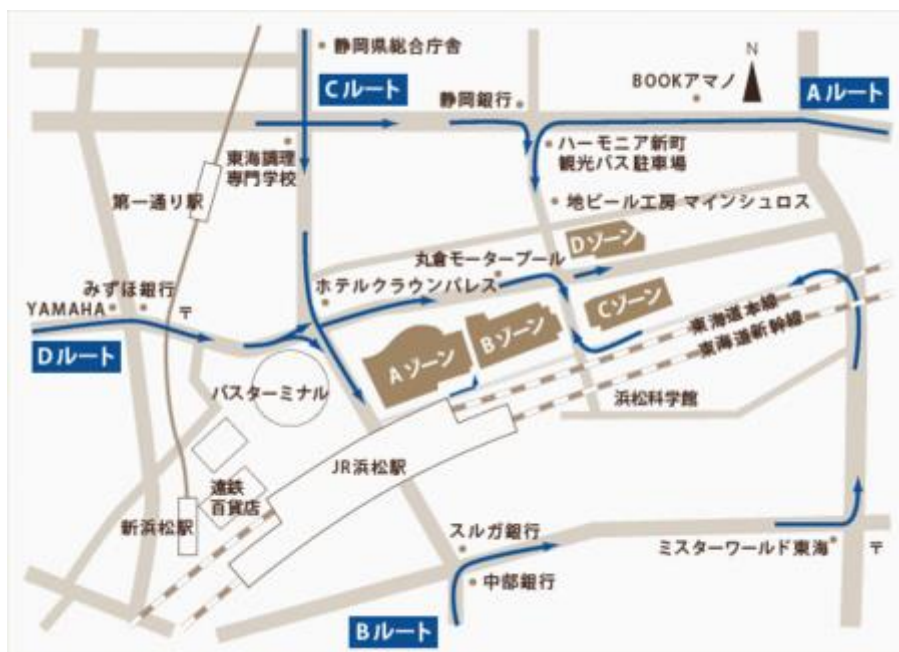 静岡県総合庁舎
N
Cルート
静岡銀行
BOOKアマノ
Aルート
東海調理
専門学校
ハーモニア新町
観光バス駐車場
第一通り駅
地ビール工房 マインシュロス
Dゾーン
丸倉モータープール
みずほ銀行
YAMAHA
〒
ホテルクラウンパレス
Cゾーン
Bゾーン
Aゾーン
東海道本線
東海道新幹線
Dルート
バスターミナル
浜松科学館
JR浜松駅
遠鉄
百貨店
新浜松駅
スルガ銀行
ミスターワールド東海
〒
中部銀行
Bルート